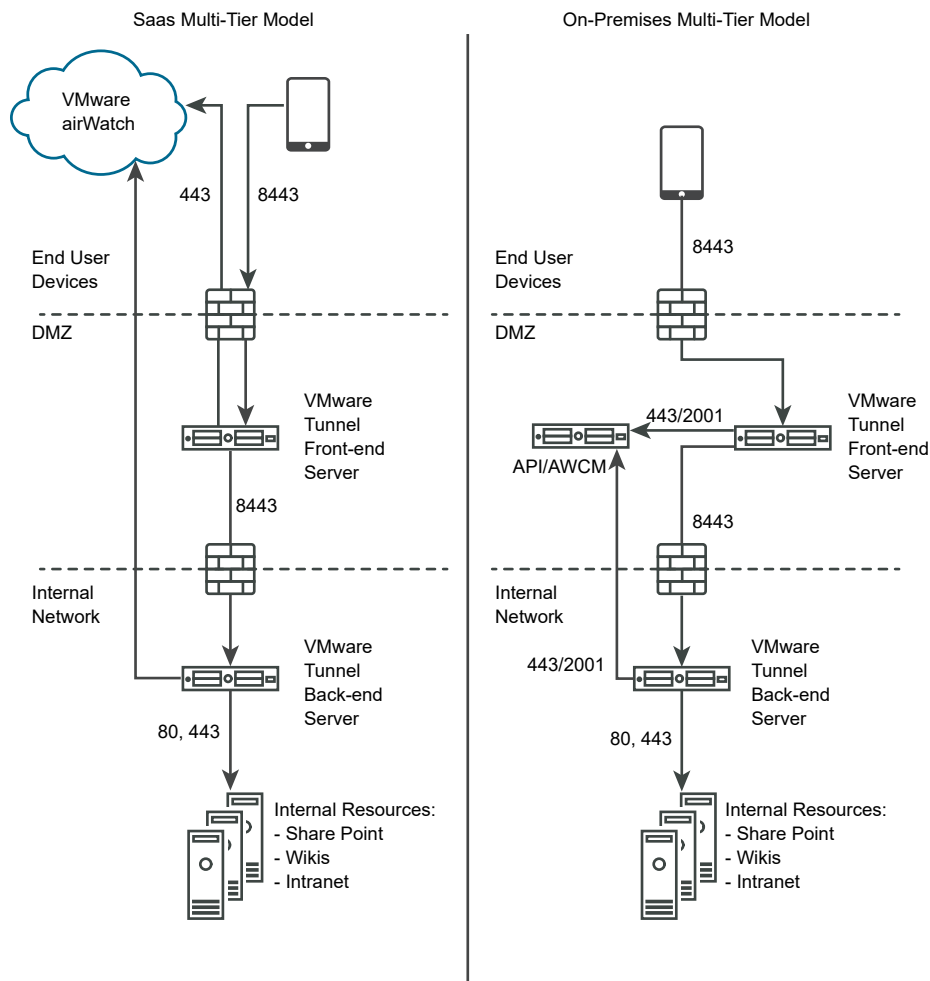 Saas Multi-Tier Model
VMware
airWatch
443
8443
End User
Devices
DMZ
VMware
Tunnel
Front-end
Server
8443
Internal
Network
VMware
Tunnel
Back-end
Server
80, 443
Internal Resources:
- Share Point
- Wikis
- Intranet
On-Premises Multi-Tier Model
8443
End User
Devices
DMZ
443/2001
API/AWCM
VMware
Tunnel
Front-end
Server
8443
Internal
Network
443/2001
VMware
Tunnel
Back-end
Server
80, 443
Internal Resources:
- Share Point
- Wikis
- Intranet